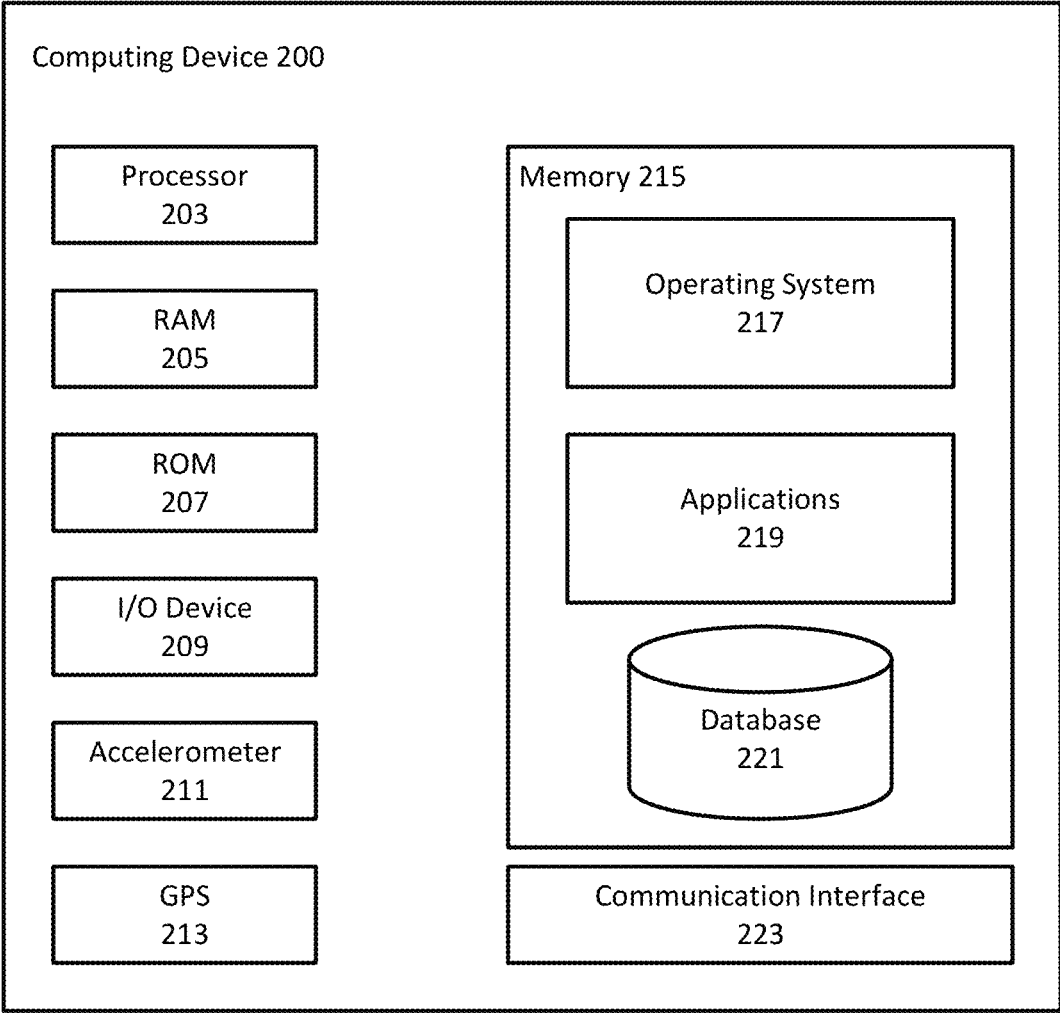 Computing Device 200
Processor
203
RAM
205
ROM
207
I/O Device
209
Accelerometer
211
GPS
213
Memory 215
Operating System
217
Applications
219
Database
221
Communication Interface
223